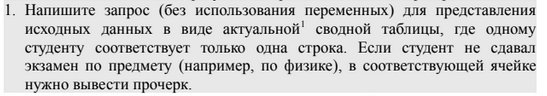 1. Напишите запрос (без использования переменных) для представления
исходных данных в виде актуальной¹ сводной таблицы, где одному
студенту соответствует только одна строка. Если студент не сдавал
экзамен по предмету (например, по физике), в соответствующей ячейке
нужно вывести прочерк.